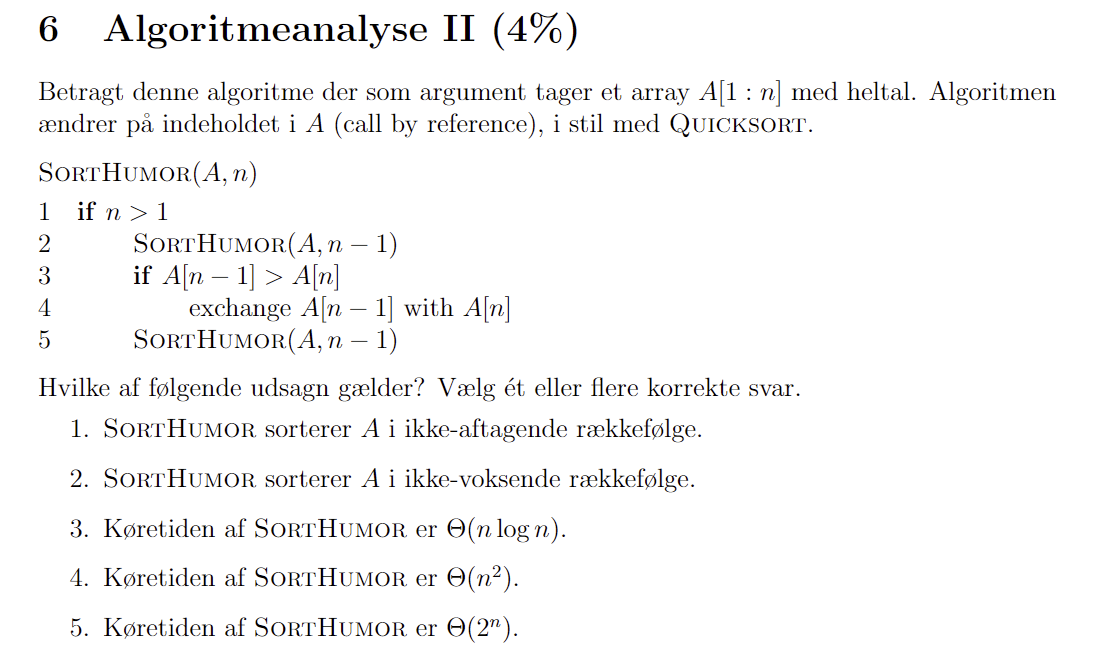 6 Algoritmeanalyse II (4%)
Betragt denne algoritme der som argument tager et array A[1 : n] med heltal. Algoritmen
ændrer på indeholdet i A (call by reference), i stil med QUICKSORT.
SORTHUMOR(A, n)
1 if n > 1
2 SORTHUMOR(A, n − 1)
3 if A[n − 1] > A[n]
4 exchange A[n − 1] with A[n]
5 SORTHUMOR(A, n − 1)
Hvilke af følgende udsagn gælder? Vælg ét eller flere korrekte svar.
1. SORTHUMOR sorterer A i ikke-aftagende rækkefølge.
2. SORTHUMOR sorterer A i ikke-voksende rækkefølge.
3. Køretiden af SORTHUMOR er Θ(n log n).
4. Køretiden af SORTHUMOR er Θ(n²).
5. Køretiden af SORTHUMOR er Θ(2ⁿ).